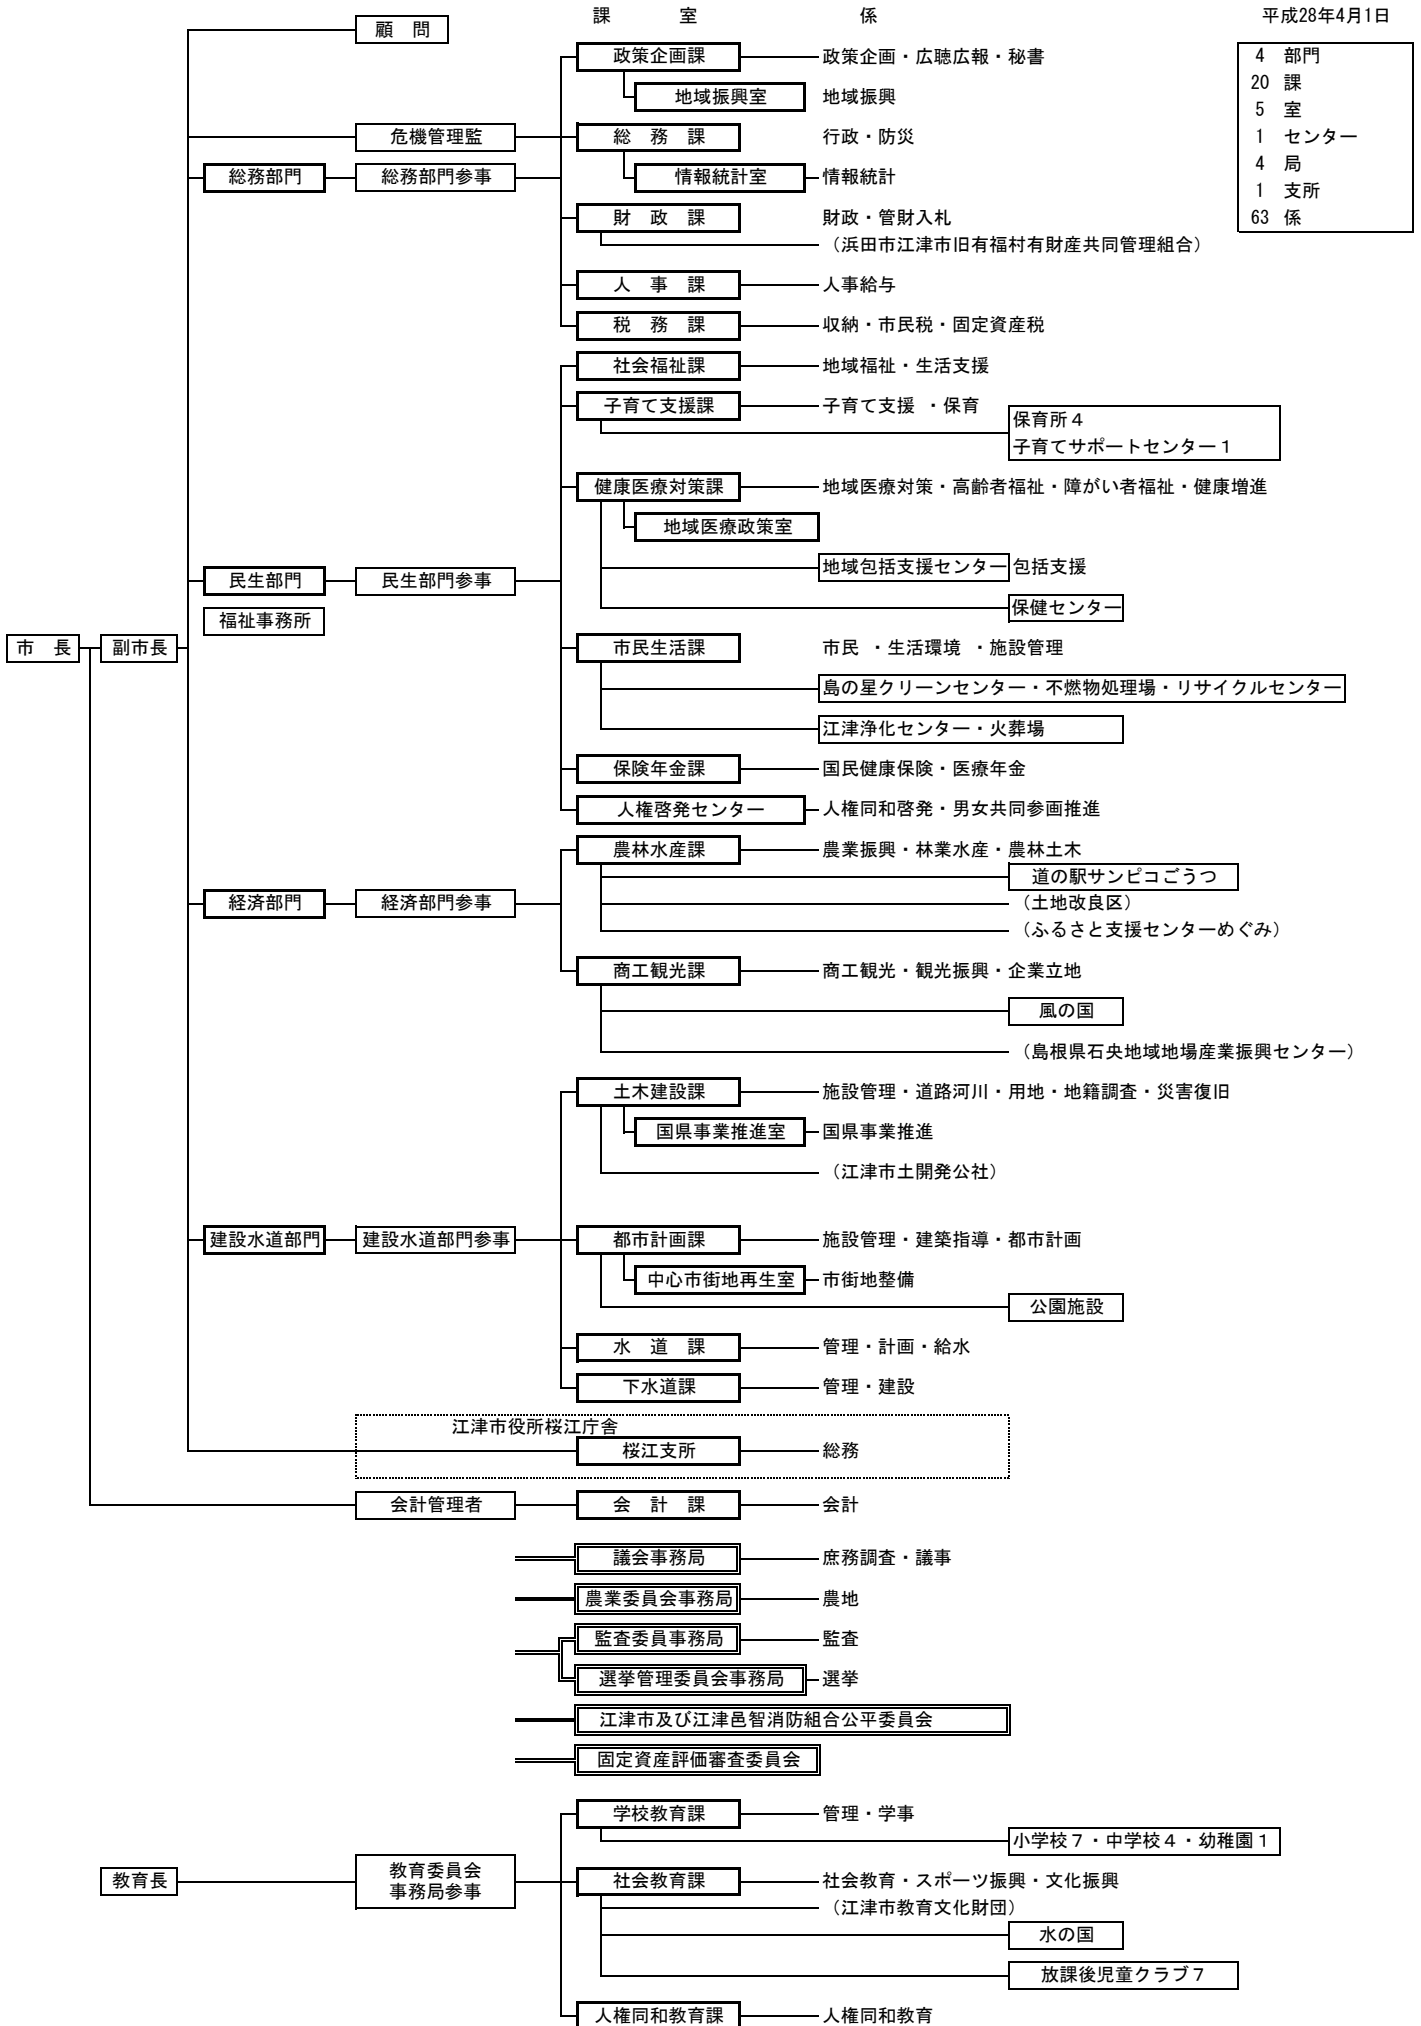 課　　室　　　　係　　　　平成28年4月1日
顧　問
4　部門
20　課
5　室
1　センター
4　局
1　支所
63　係
政策企画課　政策企画・広聴広報・秘書
地域振興室　地域振興
危機管理監　総　務　課　行政・防災
総務部門　総務部門参事　情報統計室　情報統計
財　政　課　財政・管財入札
（浜田市江津市旧有福村有財産共同管理組合）
人　事　課　人事給与
税　務　課　収納・市民税・固定資産税
社会福祉課　地域福祉・生活支援
子育て支援課　子育て支援　・保育
保育所４
子育てサポートセンター１
健康医療対策課　地域医療対策・高齢者福祉・障がい者福祉・健康増進
地域医療政策室
地域包括支援センター　包括支援
民生部門　民生部門参事
保健センター
福祉事務所
市　長　副市長　市民生活課　市民　・生活環境　・施設管理
島の星クリーンセンター・不燃物処理場・リサイクルセンター
江津浄化センター・火葬場
保険年金課　国民健康保険・医療年金
人権啓発センター　人権同和啓発・男女共同参画推進
農林水産課　農業振興・林業水産・農林土木
道の駅サンピコごうつ
経済部門　経済部門参事　（土地改良区）
（ふるさと支援センターめぐみ）
商工観光課　商工観光・観光振興・企業立地
風の国
（島根県石央地域地場産業振興センター）
土木建設課　施設管理・道路河川・用地・地籍調査・災害復旧
国県事業推進室　国県事業推進
（江津市土開発公社）
建設水道部門　建設水道部門参事　都市計画課　施設管理・建築指導・都市計画
中心市街地再生室　市街地整備
公園施設
水　道　課　管理・計画・給水
下水道課　管理・建設
江津市役所桜江庁舎
桜江支所　総務
会計管理者　会　計　課　会計
議会事務局　庶務調査・議事
農業委員会事務局　農地
監査委員事務局　監査
選挙管理委員会事務局　選挙
江津市及び江津邑智消防組合公平委員会
固定資産評価審査委員会
学校教育課　管理・学事
小学校７・中学校４・幼稚園１
教育長　教育委員会
事務局参事
社会教育課　社会教育・スポーツ振興・文化振興
（江津市教育文化財団）
水の国
放課後児童クラブ７
人権同和教育課　人権同和教育